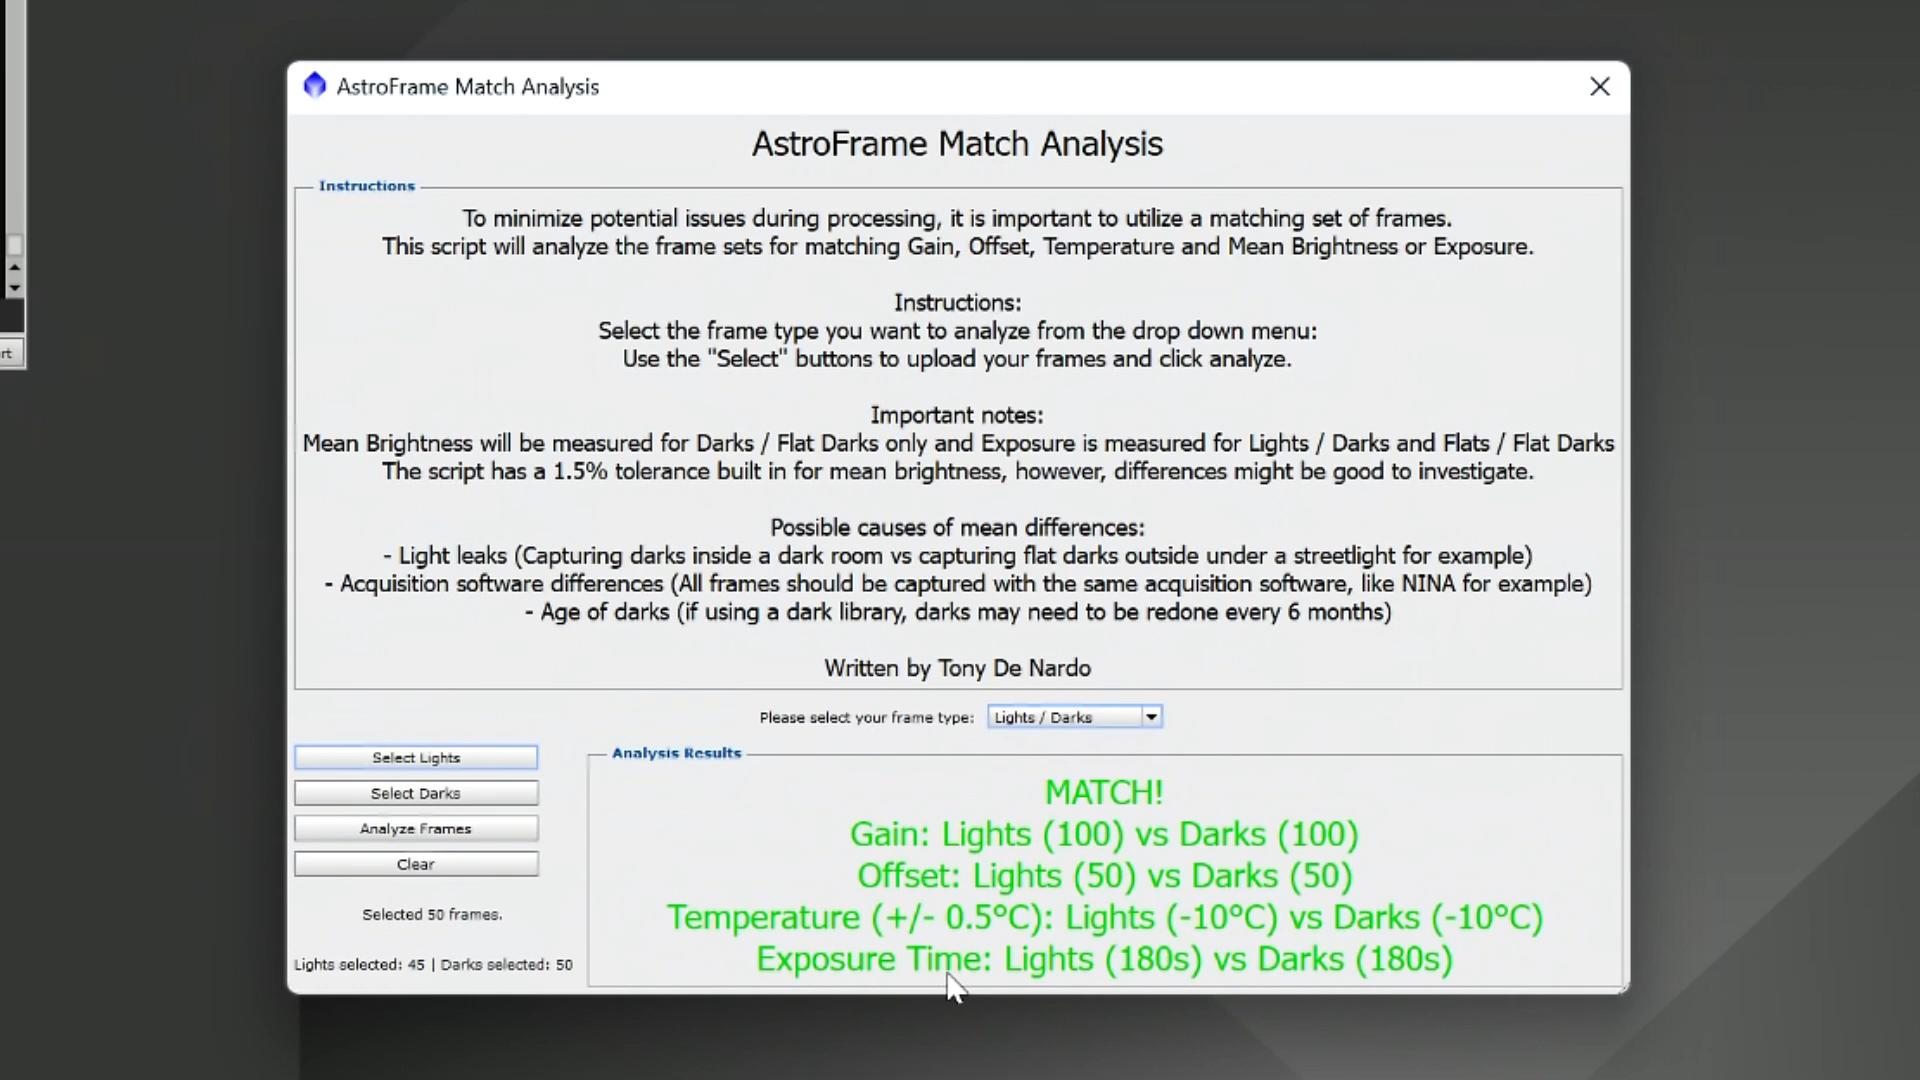 AstroFrame Match Analysis
AstroFrame Match Analysis
Instructions
To minimize potential issues during processing, it is important to utilize a matching set of frames.
This script will analyze the frame sets for matching Gain, Offset, Temperature and Mean Brightness or Exposure.
Instructions:
Select the frame type you want to analyze from the drop down menu:
Use the "Select" buttons to upload your frames and click analyze.
Important notes:
Mean Brightness will be measured for Darks / Flat Darks only and Exposure is measured for Lights / Darks and Flats / Flat Darks
The script has a 1.5% tolerance built in for mean brightness, however, differences might be good to investigate.
Possible causes of mean differences:
- Light leaks (Capturing darks inside a dark room vs capturing flat darks outside under a streetlight for example)
- Acquisition software differences (All frames should be captured with the same acquisition software, like NINA for example)
- Age of darks (if using a dark library, darks may need to be redone every 6 months)
Written by Tony De Nardo
rt
Please select your frame type: Lights / Darks
Select Lights
Select Darks
Analyze Frames
Clear
Selected 50 frames.
Lights selected: 45 | Darks selected: 50
Analysis Results
MATCH!
Gain: Lights (100) vs Darks (100)
Offset: Lights (50) vs Darks (50)
Temperature (+/- 0.5°C): Lights (-10°C) vs Darks (-10°C)
Exposure Time: Lights (180s) vs Darks (180s)